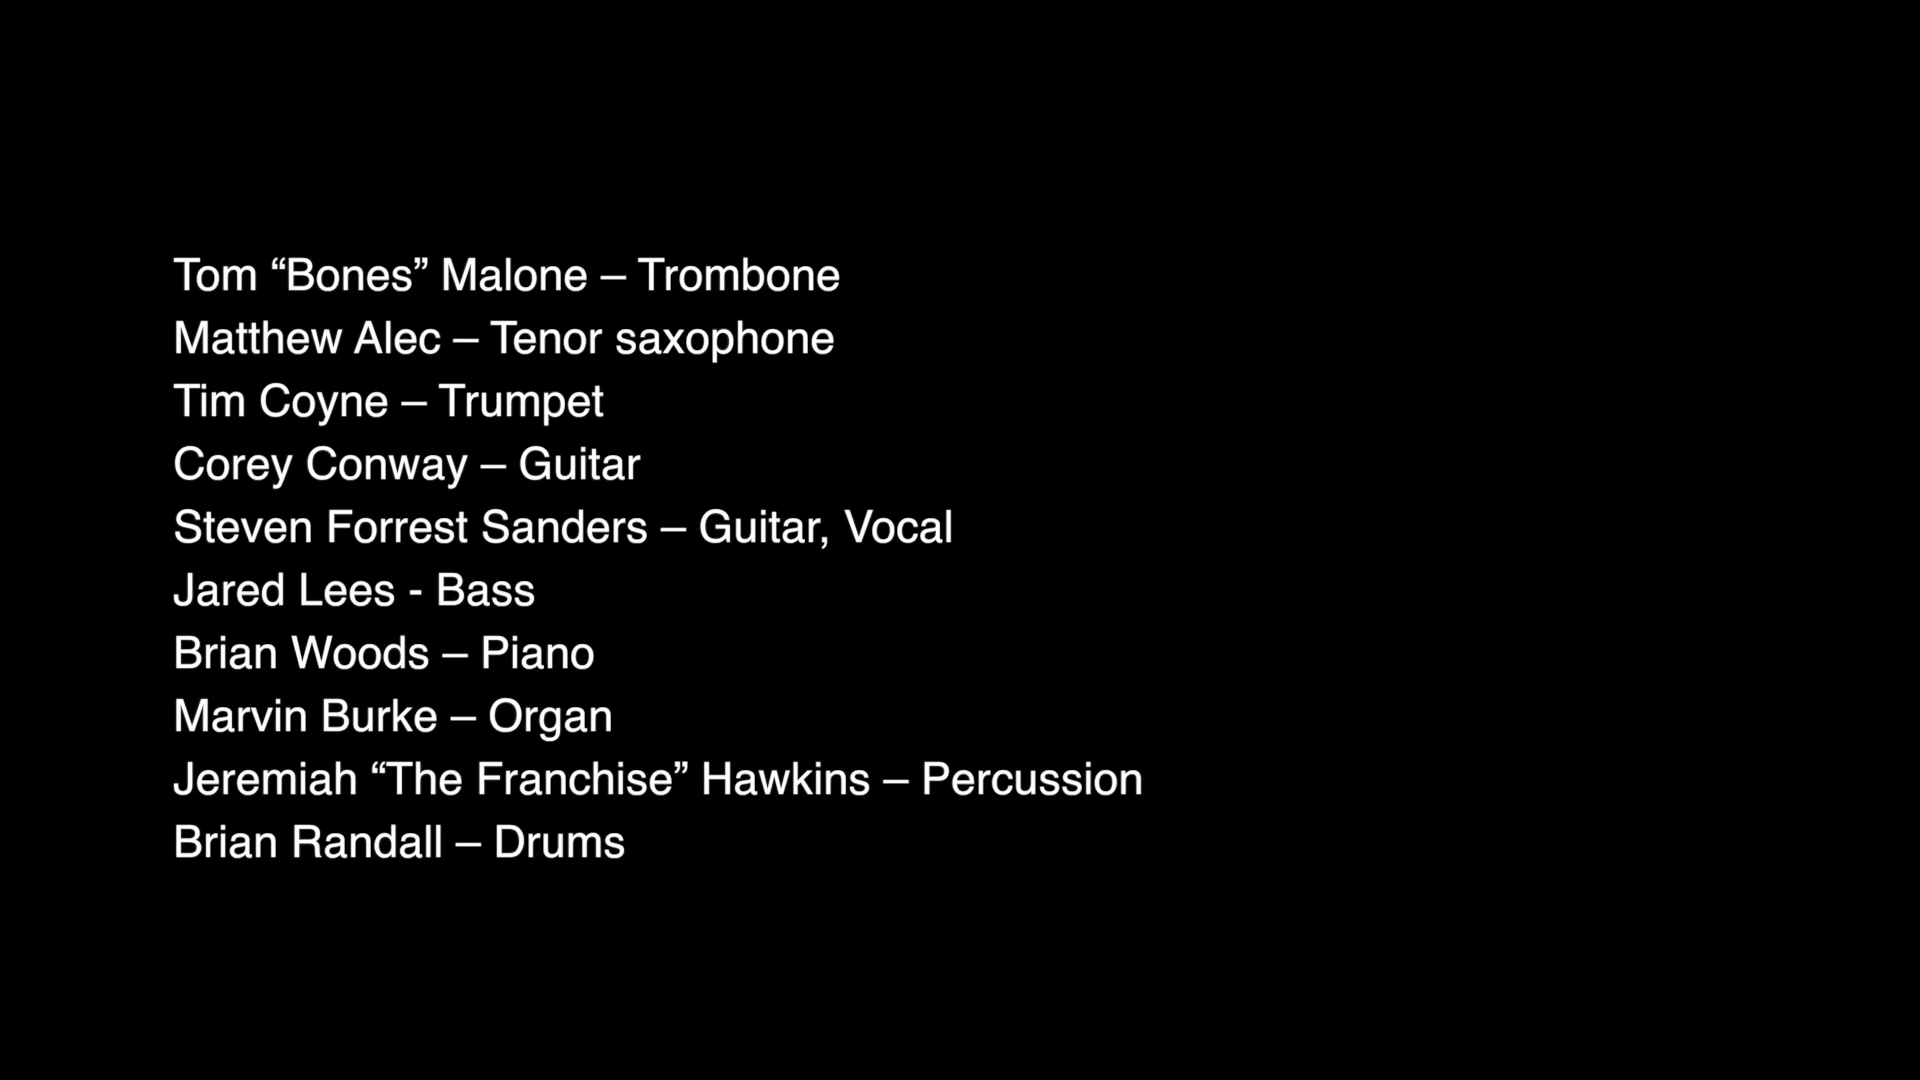 Tom “Bones” Malone – Trombone
Matthew Alec – Tenor saxophone
Tim Coyne – Trumpet
Corey Conway – Guitar
Steven Forrest Sanders – Guitar, Vocal
Jared Lees - Bass
Brian Woods – Piano
Marvin Burke – Organ
Jeremiah “The Franchise” Hawkins – Percussion
Brian Randall – Drums